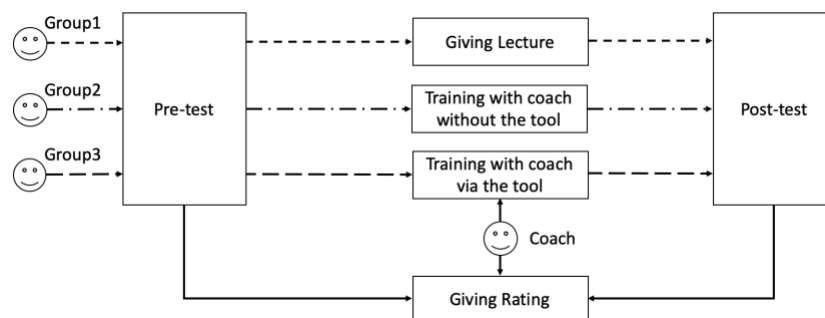 Group1
Giving Lecture
Group2
Pre-test
Training with coach
without the tool
Post-test
Group3
Training with coach
via the tool
Coach
Giving Rating